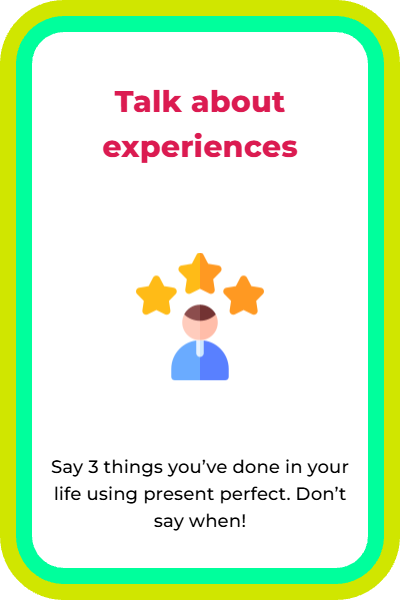 Talk about
experiences
Say 3 things you’ve done in your
life using present perfect. Don’t
say when!